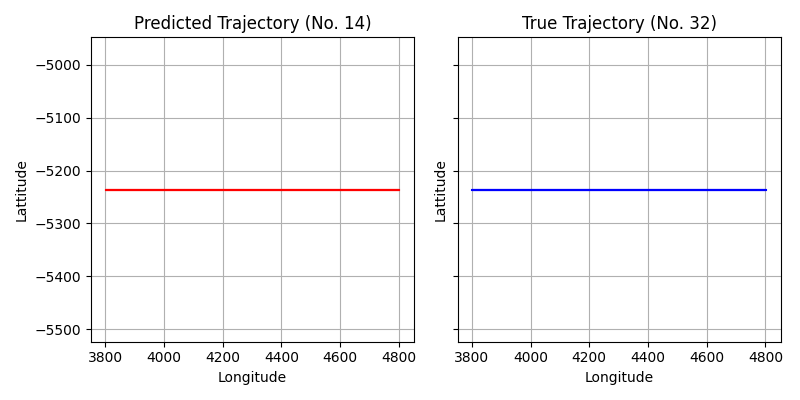 Predicted Trajectory (No. 14)
True Trajectory (No. 32)
Lattitude
−5000
−5100
−5200
−5300
−5400
−5500
3800 4000 4200 4400 4600 4800
Longitude
Lattitude
3800 4000 4200 4400 4600 4800
Longitude